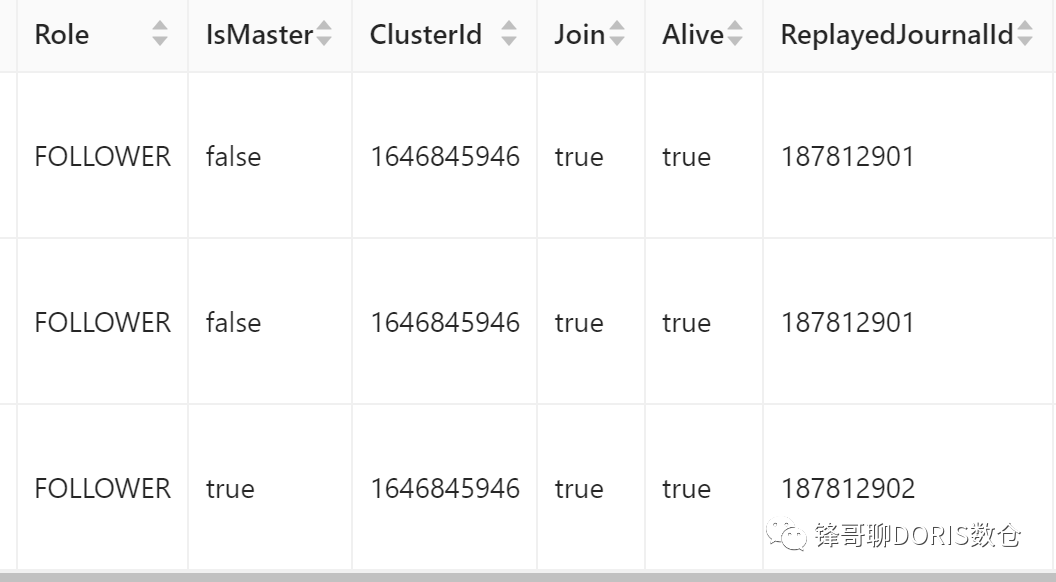 Role IsMaster ClusterId Join Alive ReplayedJournalId
FOLLOWER false 1646845946 true true 187812901
FOLLOWER false 1646845946 true true 187812901
FOLLOWER true 1646845946 true true 187812902
锋哥聊DORIS数仓